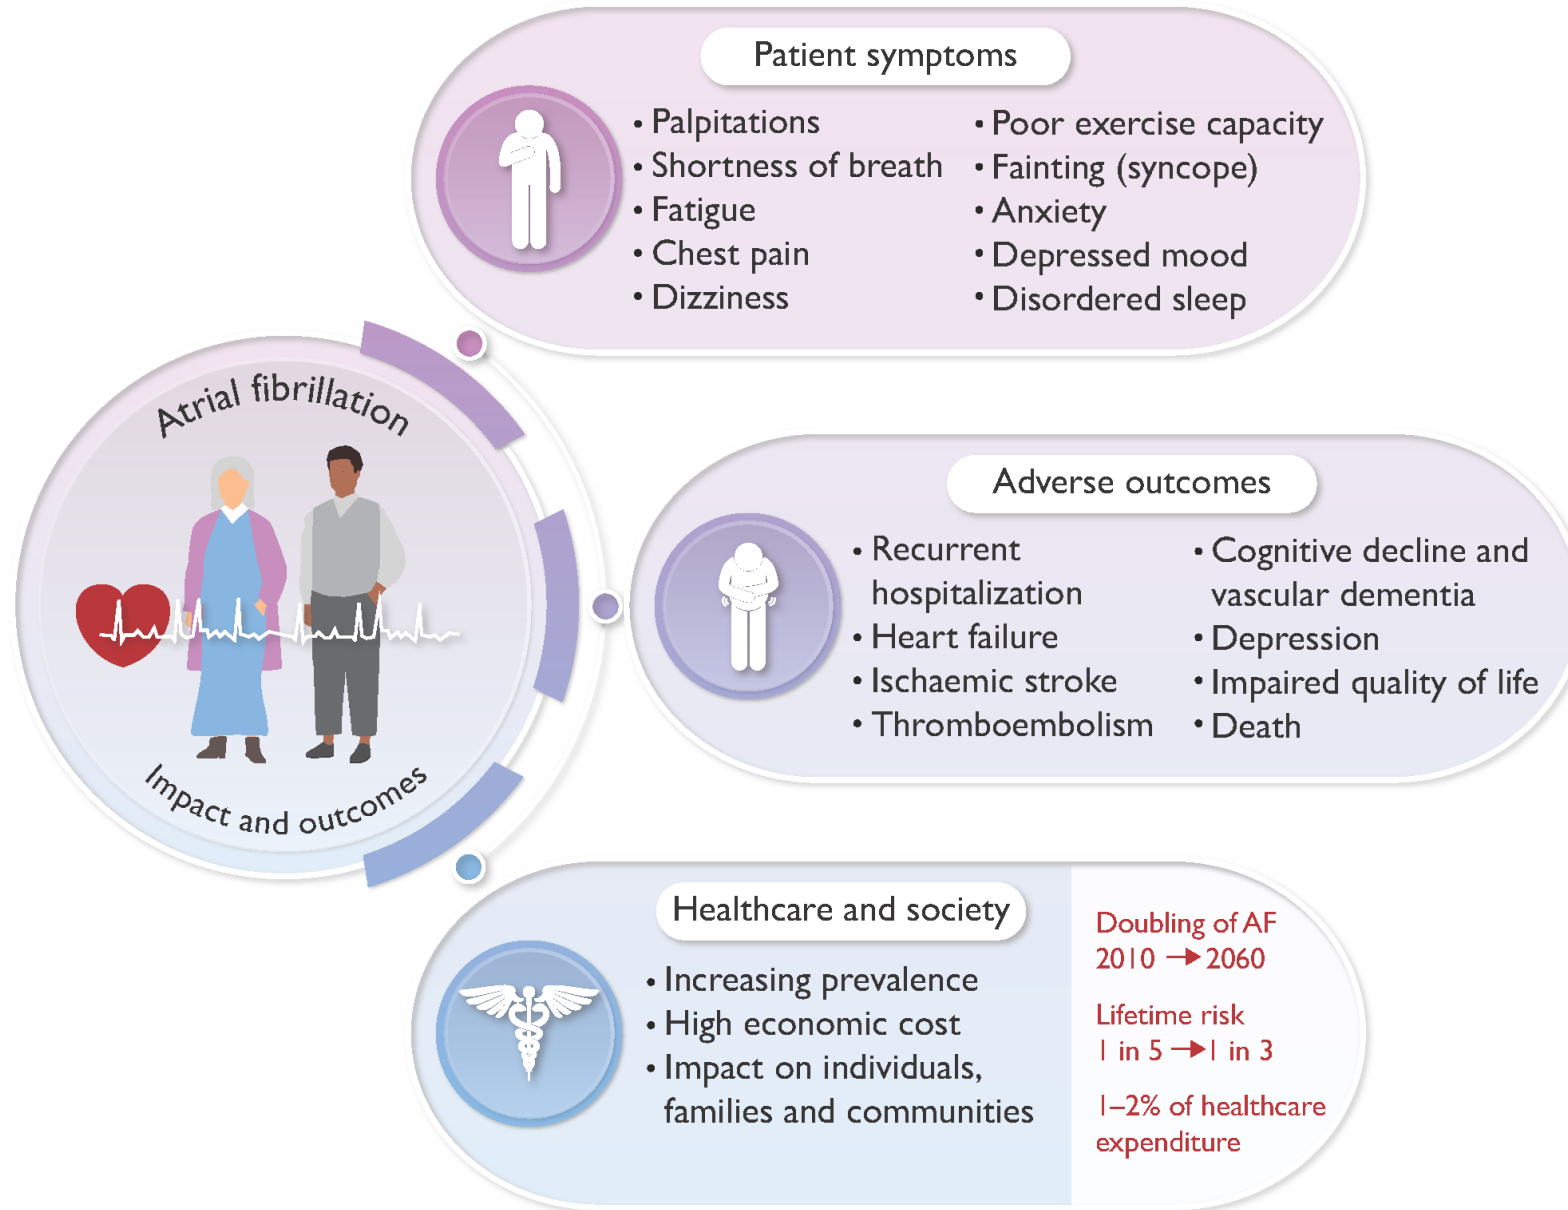 Patient symptoms
• Palpitations
• Shortness of breath
• Fatigue
• Chest pain
• Dizziness
• Poor exercise capacity
• Fainting (syncope)
• Anxiety
• Depressed mood
• Disordered sleep
Atrial fibrillation
Impact and outcomes
Adverse outcomes
• Recurrent
hospitalization
• Heart failure
• Ischaemic stroke
• Thromboembolism
• Cognitive decline and
vascular dementia
• Depression
• Impaired quality of life
• Death
Healthcare and society
• Increasing prevalence
• High economic cost
• Impact on individuals,
families and communities
Doubling of AF
2010 → 2060
Lifetime risk
1 in 5 → 1 in 3
1–2% of healthcare
expenditure